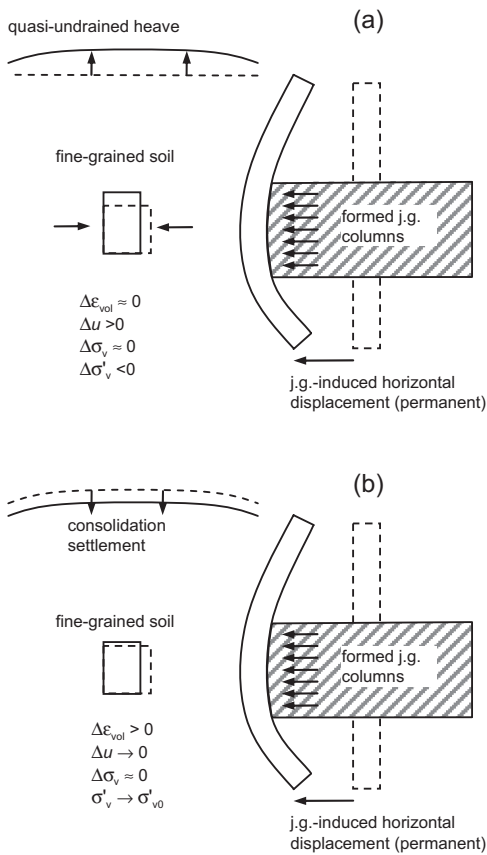 (a)
quasi-undrained heave
fine-grained soil
formed j.g.
columns
Δε_vol ≈ 0
Δu >0
Δσ_v ≈ 0
Δσ'_v <0
j.g.-induced horizontal
displacement (permanent)
(b)
consolidation
settlement
fine-grained soil
formed j.g.
columns
Δε_vol > 0
Δu → 0
Δσ_v ≈ 0
σ'_v → σ'_v0
j.g.-induced horizontal
displacement (permanent)